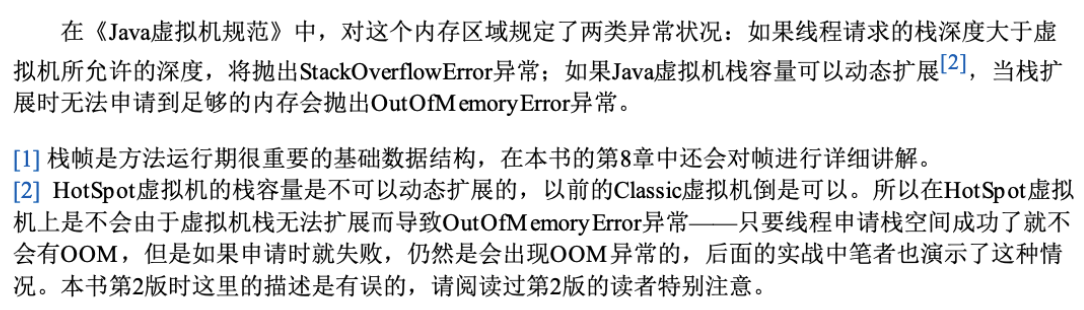 在《Java虚拟机规范》中，对这个内存区域规定了两类异常状况：如果线程请求的栈深度大于虚
拟机所允许的深度，将抛出StackOverflowError异常；如果Java虚拟机栈容量可以动态扩展[2]，当栈扩
展时无法申请到足够的内存会抛出OutOfMemoryError异常。
[1] 栈帧是方法运行期很重要的基础数据结构，在本书的第8章中还会对帧进行详细讲解。
[2] HotSpot虚拟机的栈容量是不可以动态扩展的，以前的Classic虚拟机倒是可以。所以在HotSpot虚拟
机上是不会由于虚拟机栈无法扩展而导致OutOfMemoryError异常——只要线程申请栈空间成功了就不
会有OOM，但是如果申请时就失败，仍然是会出现OOM异常的，后面的实战中笔者也演示了这种情
况。本书第2版时这里的描述是有误的，请阅读过第2版的读者特别注意。